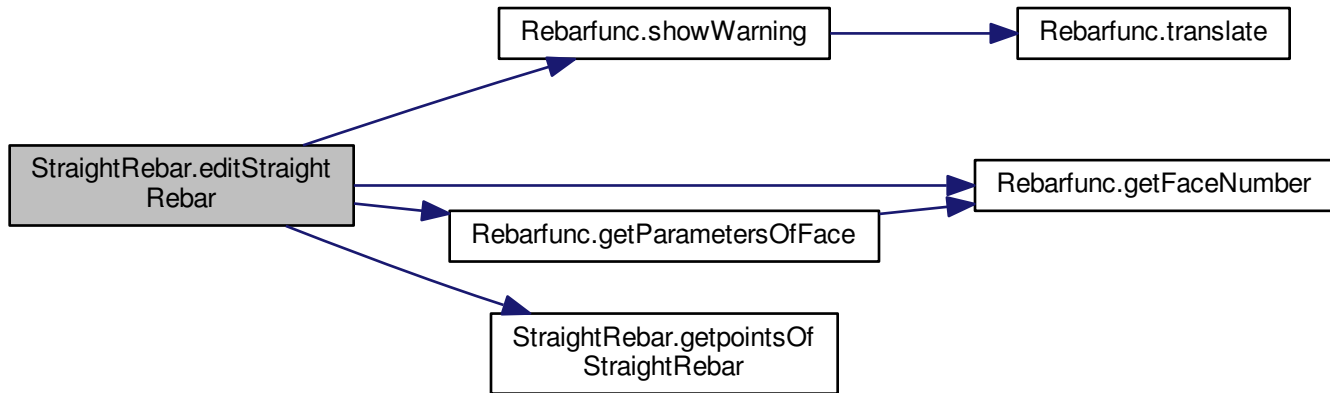 Rebarfunc.showWarning
Rebarfunc.translate
StraightRebar.editStraight
Rebar
Rebarfunc.getFaceNumber
Rebarfunc.getParametersOfFace
StraightRebar.getpointsOf
StraightRebar